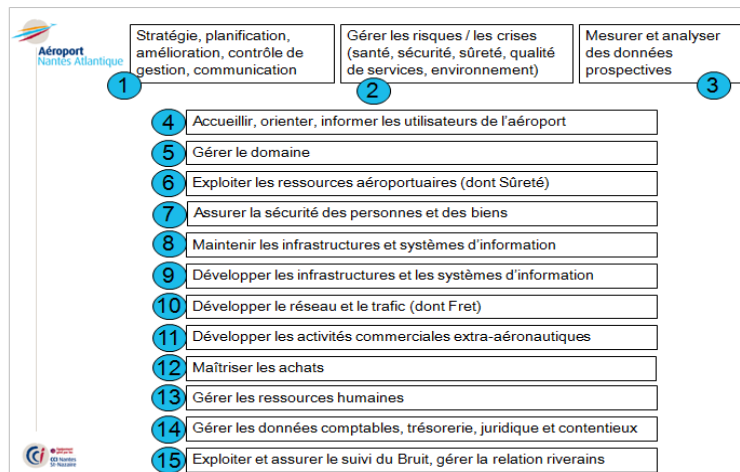 Aéroport
Nantes Atlantique
Stratégie, planification,
amélioration, contrôle de
gestion, communication
1
Gérer les risques / les crises
(santé, sécurité, sûreté, qualité
de services, environnement)
2
Mesurer et analyser
des données
prospectives
3
4 Accueillir, orienter, informer les utilisateurs de l'aéroport
5 Gérer le domaine
6 Exploiter les ressources aéroportuaires (dont Sûreté)
7 Assurer la sécurité des personnes et des biens
8 Maintenir les infrastructures et systèmes d'information
9 Développer les infrastructures et les systèmes d'information
10 Développer le réseau et le trafic (dont Fret)
11 Développer les activités commerciales extra-aéronautiques
12 Maîtriser les achats
13 Gérer les ressources humaines
14 Gérer les données comptables, trésorerie, juridique et contentieux
15 Exploiter et assurer le suivi du Bruit, gérer la relation riverains
CCI
CCI Nantes
St-Nazaire